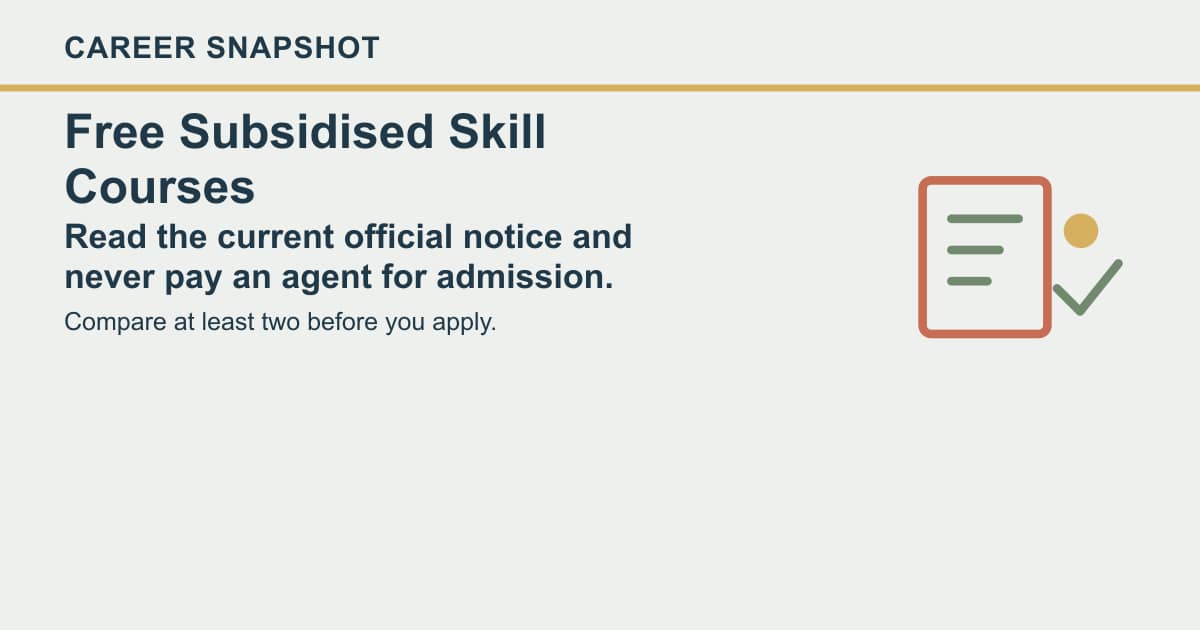 CAREER SNAPSHOT
Free Subsidised Skill
Courses
Read the current official notice and
never pay an agent for admission.
Compare at least two before you apply.